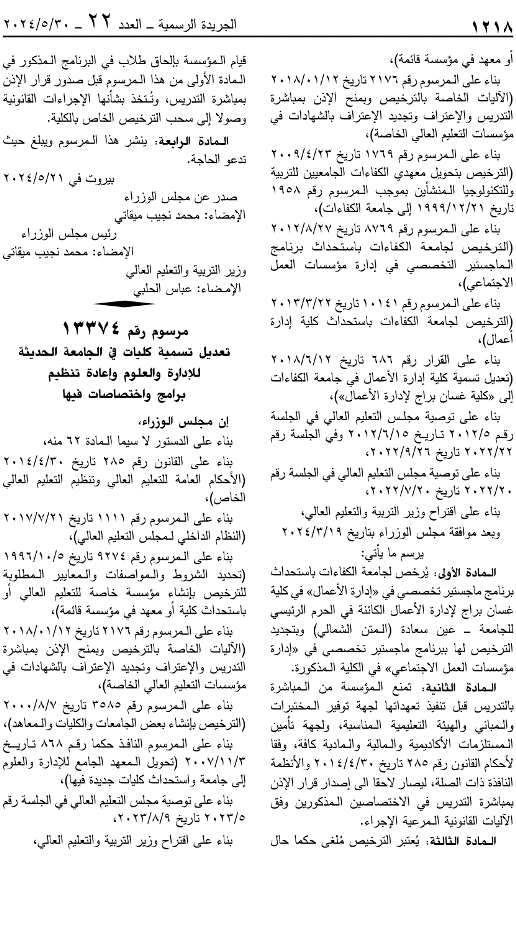 ١٢١٨
الجريدة الرسمية ــ العدد ٢٢ ــ ٢٠٢٤/٥/٣٠
أو معهد في مؤسسة قائمة)،
بناء على المرسوم رقم ٢١٧٦ تاريخ ٢٠١٨/٠١/١٢
(الآليات الخاصة بالترخيص وبمنح الإذن بمباشرة
التدريس والإعتراف وتجديد الإعتراف بالشهادات في
مؤسسات التعليم العالي الخاصة)،
بناء على المرسوم رقم ١٧٦٩ تاريخ ٢٠٠٩/٤/٢٣
(الترخيص بتحويل معهدي الكفاءات الجامعيين للتربية
وللتكنولوجيا المنشأين بموجب المرسوم رقم ١٩٥٨
تاريخ ١٩٩٩/١٢/٢١ إلى جامعة الكفاءات)،
بناء على المرسوم رقم ٨٧٦٩ تاريخ ٢٠١٢/٨/٢٧
(الترخيص لجامعة الكفاءات باستحداث برنامج
الماجستير التخصصي في إدارة مؤسسات العمل
الاجتماعي)،
بناء على المرسوم رقم ١٠١٤١ تاريخ ٢٠١٣/٣/٢٢
(الترخيص لجامعة الكفاءات باستحداث كلية إدارة
أعمال)،
بناء على القرار رقم ٦٨٦ تاريخ ٢٠١٨/٦/١٢
(تعديل تسمية كلية إدارة الأعمال في جامعة الكفاءات
إلى «كلية غسان براج لإدارة الأعمال»)،
بناء على توصية مجلس التعليم العالي في الجلسة
رقم ٢٠١٢/٥ تاريخ ٢٠١٢/٦/١٥ وفي الجلسة رقم
٢٠٢٢/٢٢ تاريخ ٢٠٢٢/٩/٢٦،
بناء على توصية مجلس التعليم العالي في الجلسة رقم
٢٠٢٢/٢٠ تاريخ ٢٠٢٢/٧/٢٠،
بناء على اقتراح وزير التربية والتعليم العالي،
وبعد موافقة مجلس الوزراء بتاريخ ٢٠٢٤/٣/١٩
يرسم ما يأتي:
المادة الأولى: يُرخص لجامعة الكفاءات باستحداث
برنامج ماجستير تخصصي في «إدارة الأعمال» في كلية
غسان براج لإدارة الأعمال الكائنة في الحرم الرئيسي
للجامعة ــ عين سعادة (المتن الشمالي) وبتجديد
الترخيص لها ببرنامج ماجستير تخصصي في «إدارة
مؤسسات العمل الاجتماعي» في الكلية المذكورة.
المادة الثانية: تمنع المؤسسة من المباشرة
بالتدريس قبل تنفيذ تعهداتها لجهة توفير المختبرات
والمباني والهيئة التعليمية المناسبة، ولجهة تأمين
المستلزمات الأكاديمية والمالية والمادية كافة، وفقا
لأحكام القانون رقم ٢٨٥ تاريخ ٢٠١٤/٤/٣٠ والأنظمة
النافذة ذات الصلة، ليصار لاحقا الى إصدار قرار الإذن
بمباشرة التدريس في الاختصاصين المذكورين وفق
الآليات القانونية المرعية الإجراء.
المادة الثالثة: يُعتبر الترخيص مُلغى حكما حال
قيام المؤسسة بإلحاق طلاب في البرنامج المذكور في
المادة الأولى من هذا المرسوم قبل صدور قرار الإذن
بمباشرة التدريس، وتُتخذ بشأنها الإجراءات القانونية
وصولا إلى سحب الترخيص الخاص بالكلية.
المادة الرابعة: ينشر هذا المرسوم ويبلغ حيث
تدعو الحاجة.
بيروت في ٢٠٢٤/٥/٢١
صدر عن مجلس الوزراء
الإمضاء: محمد نجيب ميقاتي
رئيس مجلس الوزراء
الإمضاء: محمد نجيب ميقاتي
وزير التربية والتعليم العالي
الإمضاء: عباس الحلبي
مرسوم رقم ١٣٣٧٤
تعديل تسمية كليات في الجامعة الحديثة
للإدارة والعلوم وإعادة تنظيم
برامج واختصاصات فيها
إن مجلس الوزراء،
بناء على الدستور لا سيما المادة ٦٢ منه،
بناء على القانون رقم ٢٨٥ تاريخ ٢٠١٤/٤/٣٠
(الأحكام العامة للتعليم العالي وتنظيم التعليم العالي
الخاص)،
بناء على المرسوم رقم ١١١١ تاريخ ٢٠١٧/٧/٢١
(النظام الداخلي لمجلس التعليم العالي)،
بناء على المرسوم رقم ٩٢٧٤ تاريخ ١٩٩٦/١٠/٥
(تحديد الشروط والمواصفات والمعايير المطلوبة
للترخيص بإنشاء مؤسسة خاصة للتعليم العالي أو
باستحداث كلية أو معهد في مؤسسة قائمة)،
بناء على المرسوم رقم ٢١٧٦ تاريخ ٢٠١٨/٠١/١٢
(الآليات الخاصة بالترخيص وبمنح الإذن بمباشرة
التدريس والإعتراف وتجديد الإعتراف بالشهادات في
مؤسسات التعليم العالي الخاصة)،
بناء على المرسوم رقم ٣٥٨٥ تاريخ ٢٠٠٠/٨/٧
(الترخيص بإنشاء بعض الجامعات والكليات والمعاهد)،
بناء على المرسوم النافذ حكما رقم ٨٦٨ تاريخ
٢٠٠٧/١١/٣ (تحويل المعهد الجامع للإدارة والعلوم
إلى جامعة واستحداث كليات جديدة فيها)،
بناء على توصية مجلس التعليم العالي في الجلسة رقم
٢٠٢٣/٥ تاريخ ٢٠٢٣/٨/٩،
بناء على اقتراح وزير التربية والتعليم العالي،